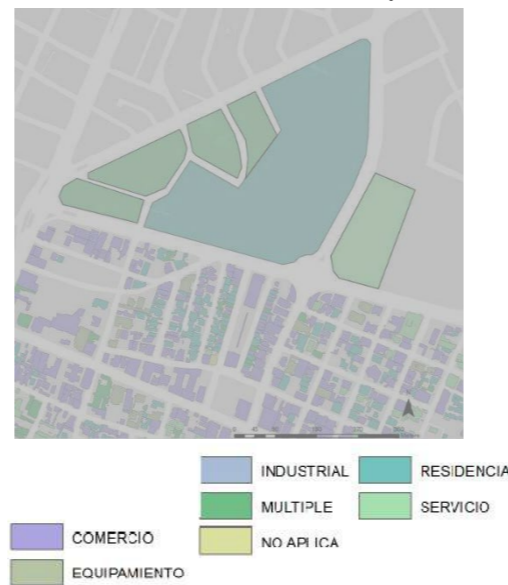 INDUSTRIAL
RESIDENCIA
MULTIPLE
SERVICIO
COMERCIO
NO APLICA
EQUIPAMIENTO